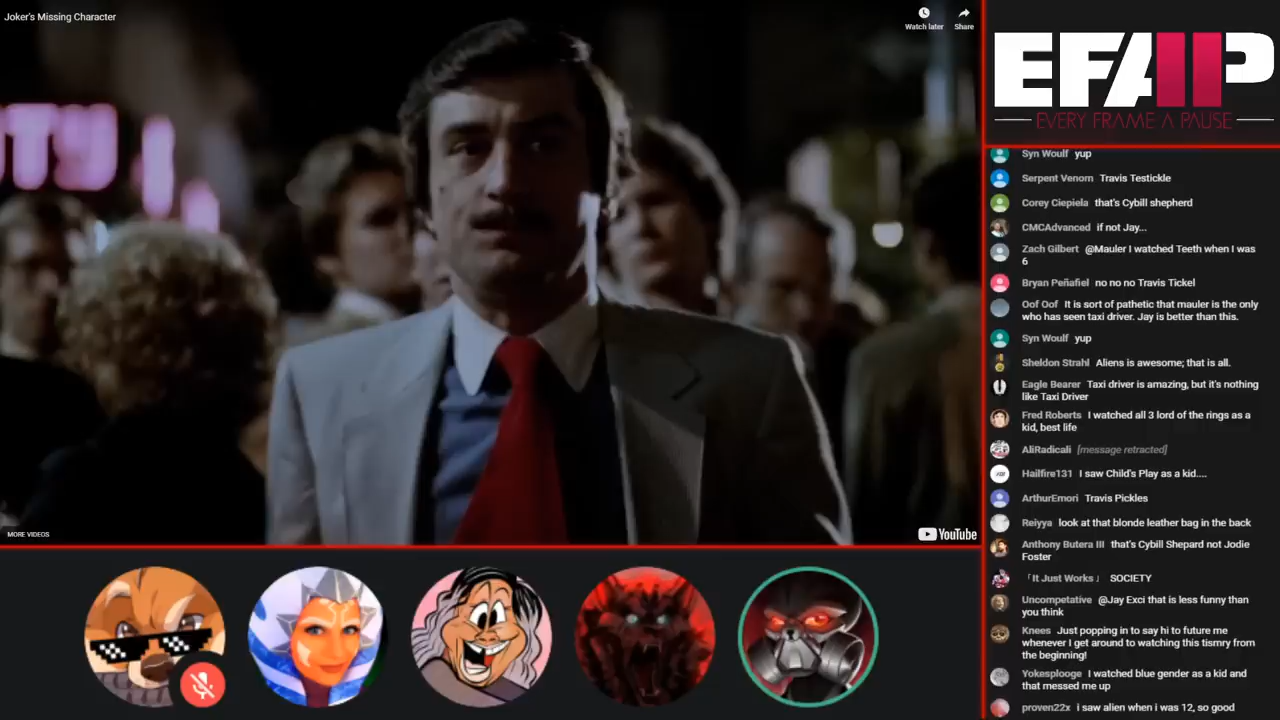 Joker's Missing Character
Watch later
Share
MORE VIDEOS
YouTube
EFAP
EVERY FRAME A PAUSE
Syn Woulf yup
Serpent Venom Travis Testickle
Corey Ciepiela that's Cybill shepherd
CMCAdvanced if not Jay...
Zach Gilbert @Mauler I watched Teeth when I was
6
Bryan Peñafiel no no no Travis Tickel
Oof Oof It is sort of pathetic that mauler is the only
who has seen taxi driver. Jay is better than this.
Syn Woulf yup
Sheldon Strahl Aliens is awesome; that is all.
Eagle Bearer Taxi driver is amazing, but it's nothing
like Taxi Driver
Fred Roberts I watched all 3 lord of the rings as a
kid, best life
AliRadicali [message retracted]
Hailfire131 I saw Child's Play as a kid....
ArthurEmori Travis Pickles
Reiyya look at that blonde leather bag in the back
Anthony Butera III that's Cybill Shepard not Jodie
Foster
「It Just Works」 SOCIETY
Uncompetative @Jay Exci that is less funny than
you think
Knees Just popping in to say hi to future me
whenever I get around to watching this tismry from
the beginning!
Yokesplooge I watched blue gender as a kid and
that messed me up
proven22x i saw alien when i was 12, so good